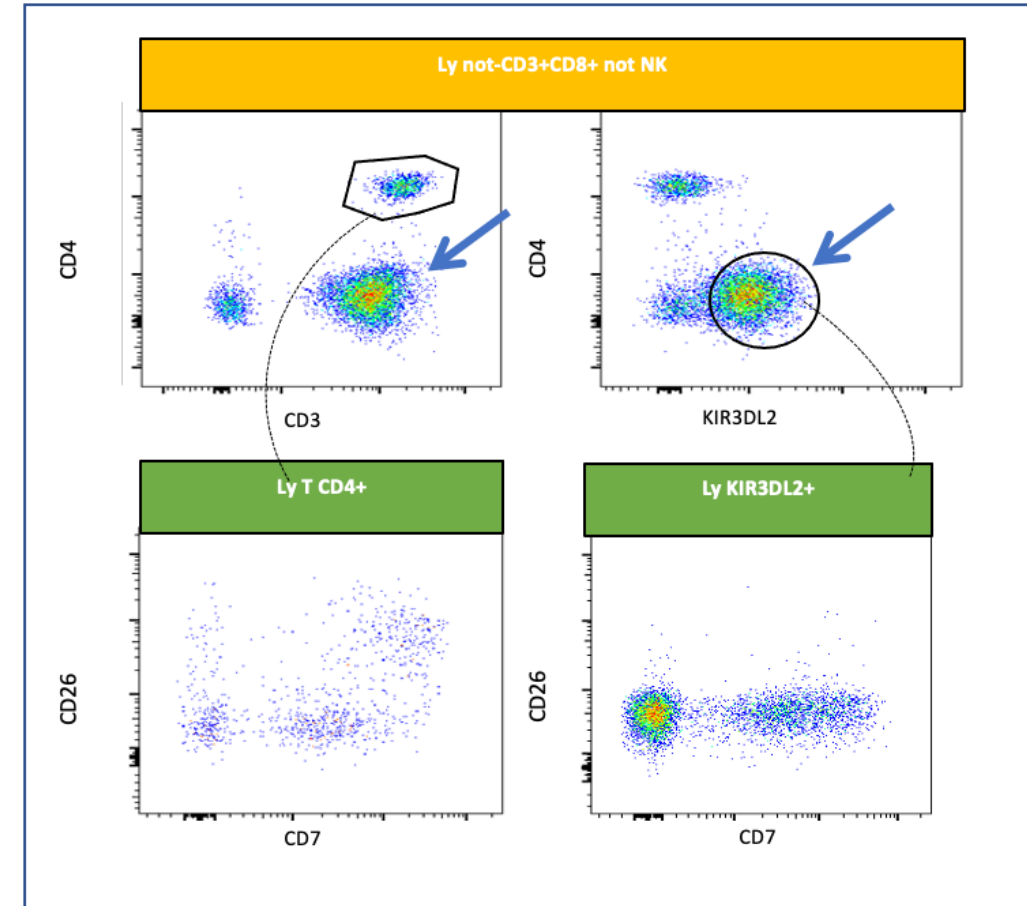 Ly not-CD3+CD8+ not NK
CD4
CD4
CD3
KIR3DL2
Ly T CD4+
Ly KIR3DL2+
CD26
CD26
CD7
CD7